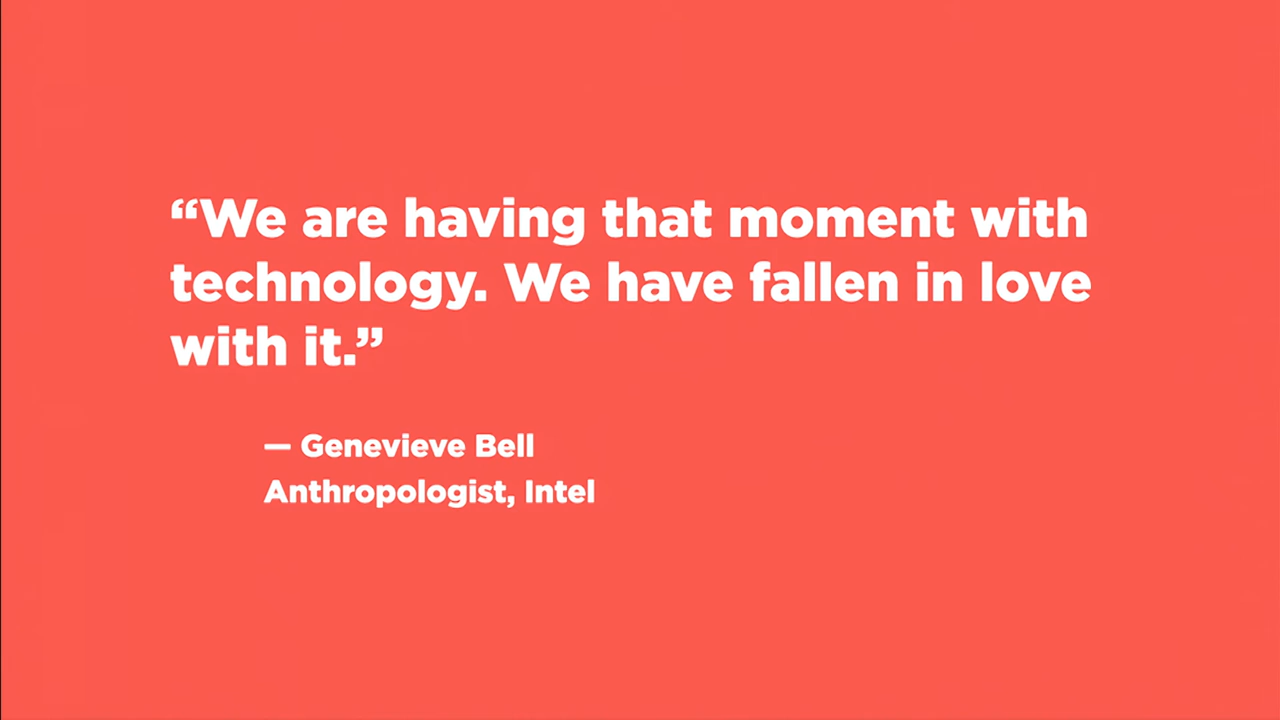 “We are having that moment with
technology. We have fallen in love
with it.”
— Genevieve Bell
Anthropologist, Intel